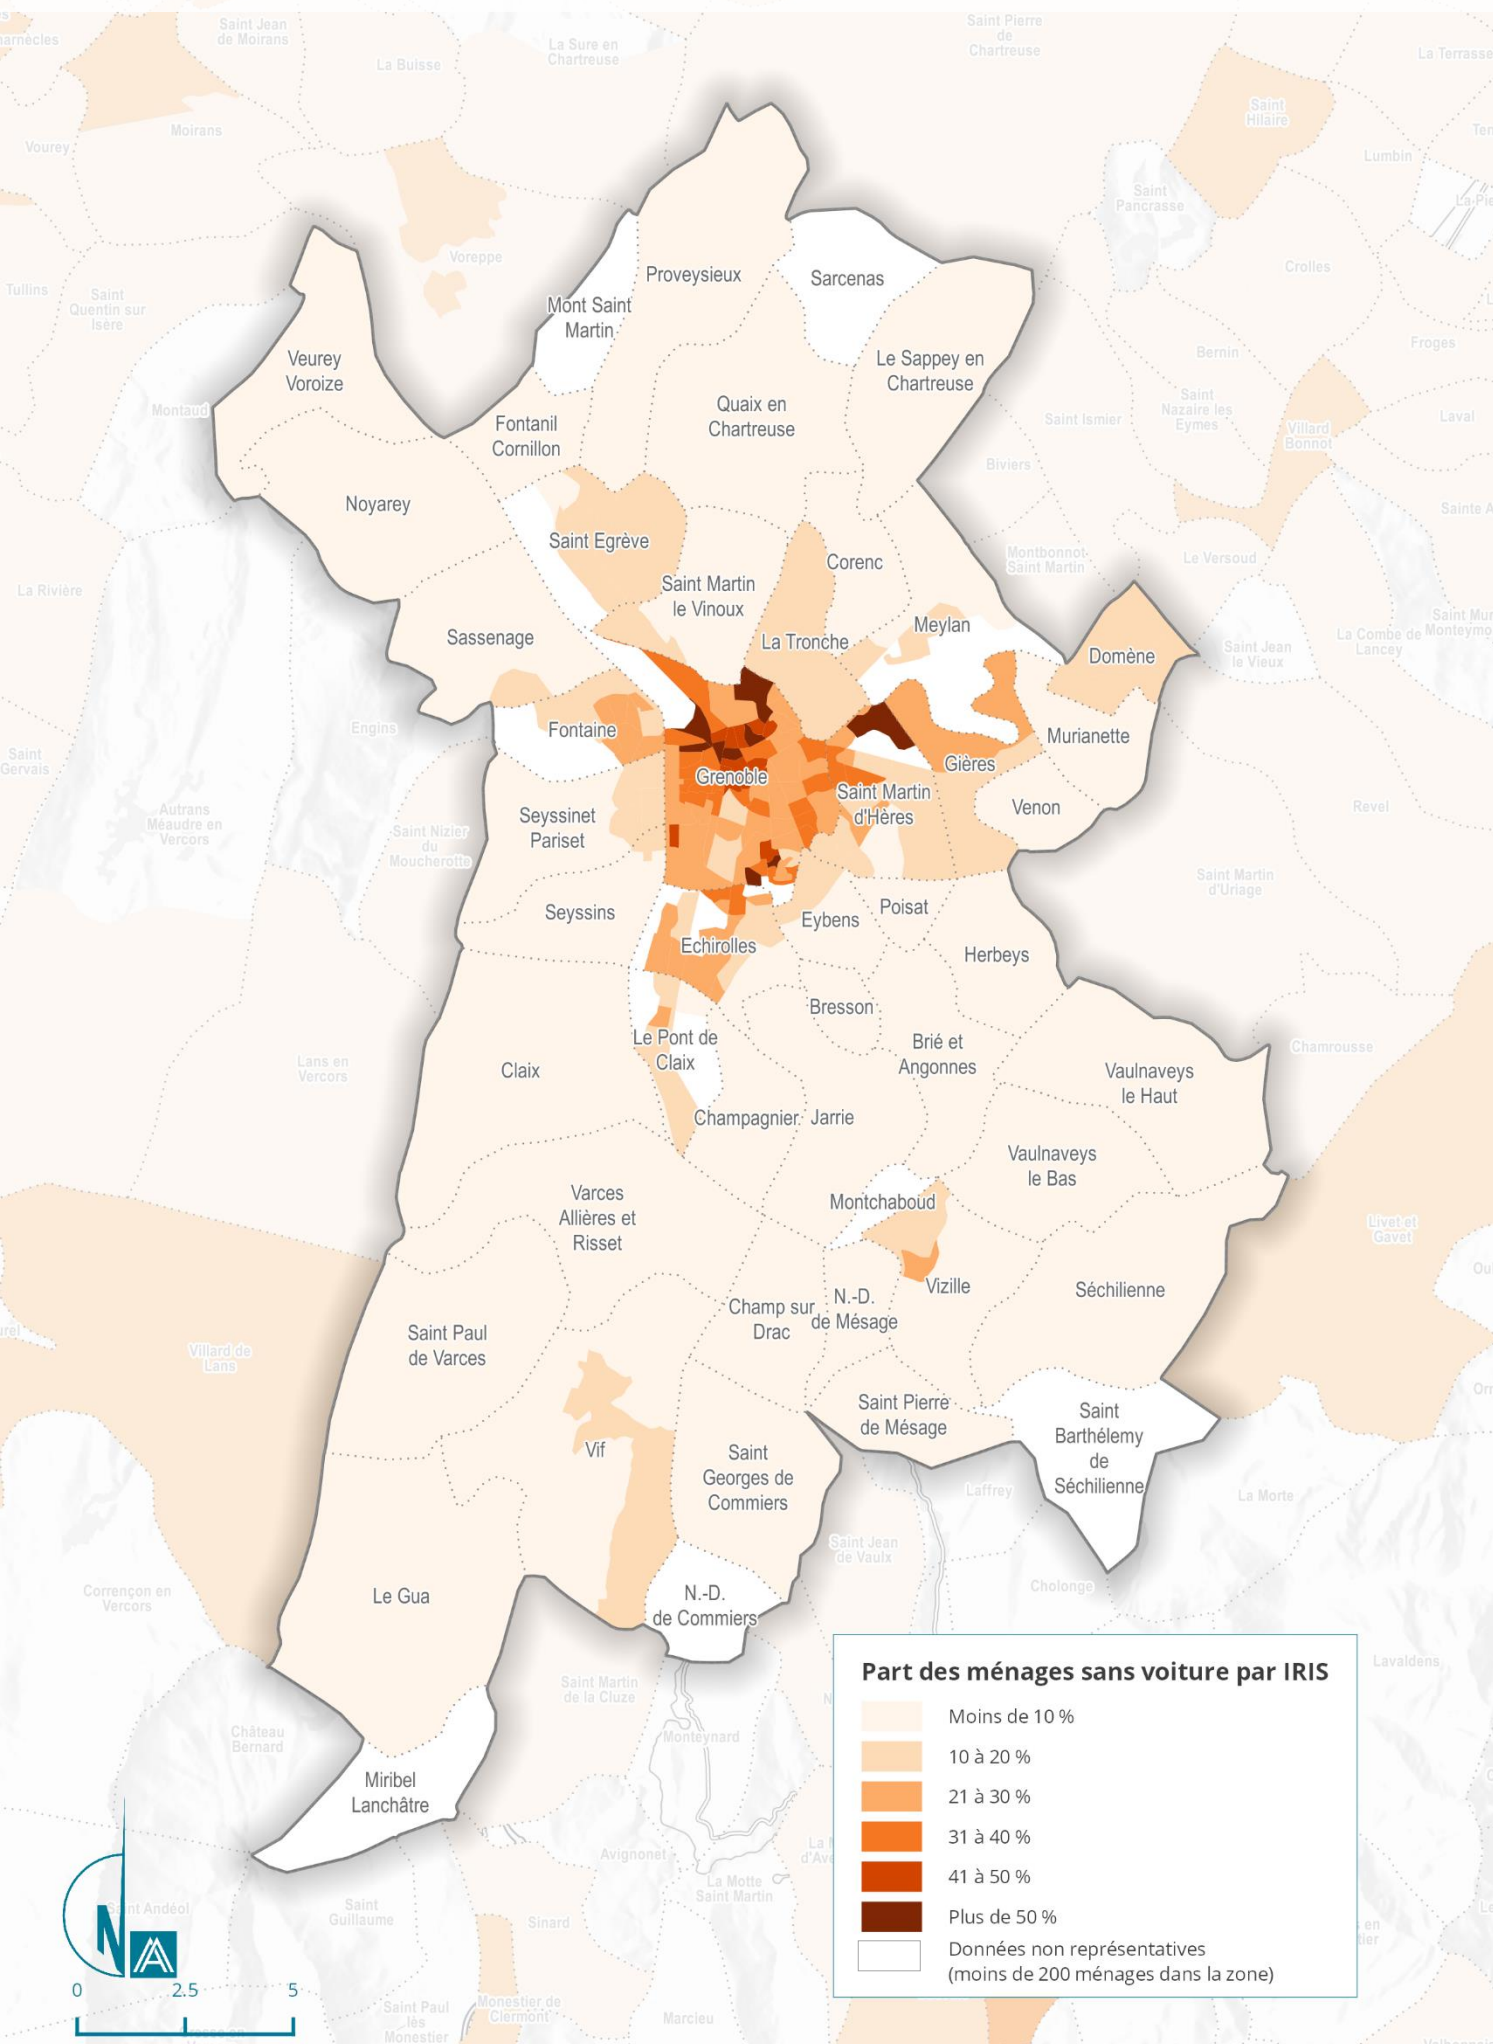 Saint Jean
de Moirans
La Sure en
Chartreuse
Saint Pierre
de
Chartreuse
La Terrasse
La Buisse
Saint
Hilaire
Moirans
Vourey
Lumbin
Saint
Pancrasse
Voreppe
Proveysieux
Sarcenas
Crolles
Tullins
Saint
Quentin sur
Isère
Mont Saint
Martin
Froges
Bernin
Veurey
Voroize
Le Sappey en
Chartreuse
Montaud
Quaix en
Chartreuse
Saint Ismier
Saint
Nazaire les
Eymes
Laval
Villard
Bonnot
Fontanil
Cornillon
Biviers
Noyarey
Saint Egrève
Montbonnot
Saint Martin
Le Versoud
Corenc
La Rivière
Saint Martin
le Vinoux
Meylan
Sassenage
La Tronche
Domène
Saint Jean
le Vieux
La Combe de
Lancey
Engins
Fontaine
Murianette
Saint
Gervais
Grenoble
Gières
Saint Martin
d'Hères
Venon
Revel
Autrans
Méaudre en
Vercors
Saint Nizier
du
Moucherotte
Seyssinet
Pariset
Saint Martin
d'Uriage
Seyssins
Eybens
Poisat
Echirolles
Herbeys
Bresson
Le Pont de
Claix
Brié et
Angonnes
Chamrousse
Lans en
Vercors
Claix
Vaulnaveys
le Haut
Champagnier
Jarrie
Vaulnaveys
le Bas
Varces
Allières et
Risset
Montchaboud
Livet et
Gavet
Vizille
Séchilienne
Champ sur
Drac
N.-D.
de Mésage
Saint Paul
de Varces
Villard de
Lans
Saint Pierre
de Mésage
Saint
Barthélemy
de
Séchilienne
Vif
Saint
Georges de
Commiers
Laffrey
La Morte
Saint Jean
de Vaulx
Cholonge
Corrençon en
Vercors
Le Gua
N.-D.
de Commiers
Lavaldens
Saint Martin
de la Cluze
Monteynard
Château
Bernard
Miribel
Lanchâtre
Avignonet
La Motte
Saint Martin
Saint
Guillaume
Sinard
Monestier de
Clermont
Saint Paul
lès
Monestier
Marcieu
Part des ménages sans voiture par IRIS
Moins de 10 %
10 à 20 %
21 à 30 %
31 à 40 %
41 à 50 %
Plus de 50 %
Données non représentatives
(moins de 200 ménages dans la zone)
N
0 2.5 5